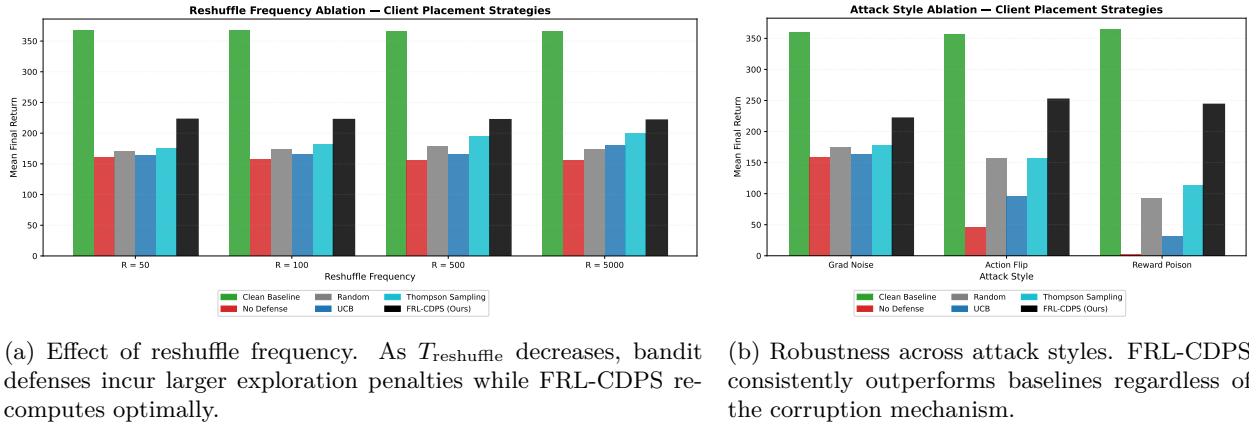 Reshuffle Frequency Ablation — Client Placement Strategies
Mean Final Return
350
300
250
200
150
100
50
0
R = 50 R = 100 R = 500 R = 5000
Reshuffle Frequency
Clean Baseline Random Thompson Sampling
No Defense UCB FRL-CDPS (Ours)
(a) Effect of reshuffle frequency. As T_reshuffle decreases, bandit
defenses incur larger exploration penalties while FRL-CDPS re-
computes optimally.
Attack Style Ablation — Client Placement Strategies
Mean Final Return
350
300
250
200
150
100
50
0
Grad Noise Action Flip Reward Poison
Attack Style
Clean Baseline Random Thompson Sampling
No Defense UCB FRL-CDPS (Ours)
(b) Robustness across attack styles. FRL-CDPS
consistently outperforms baselines regardless of
the corruption mechanism.